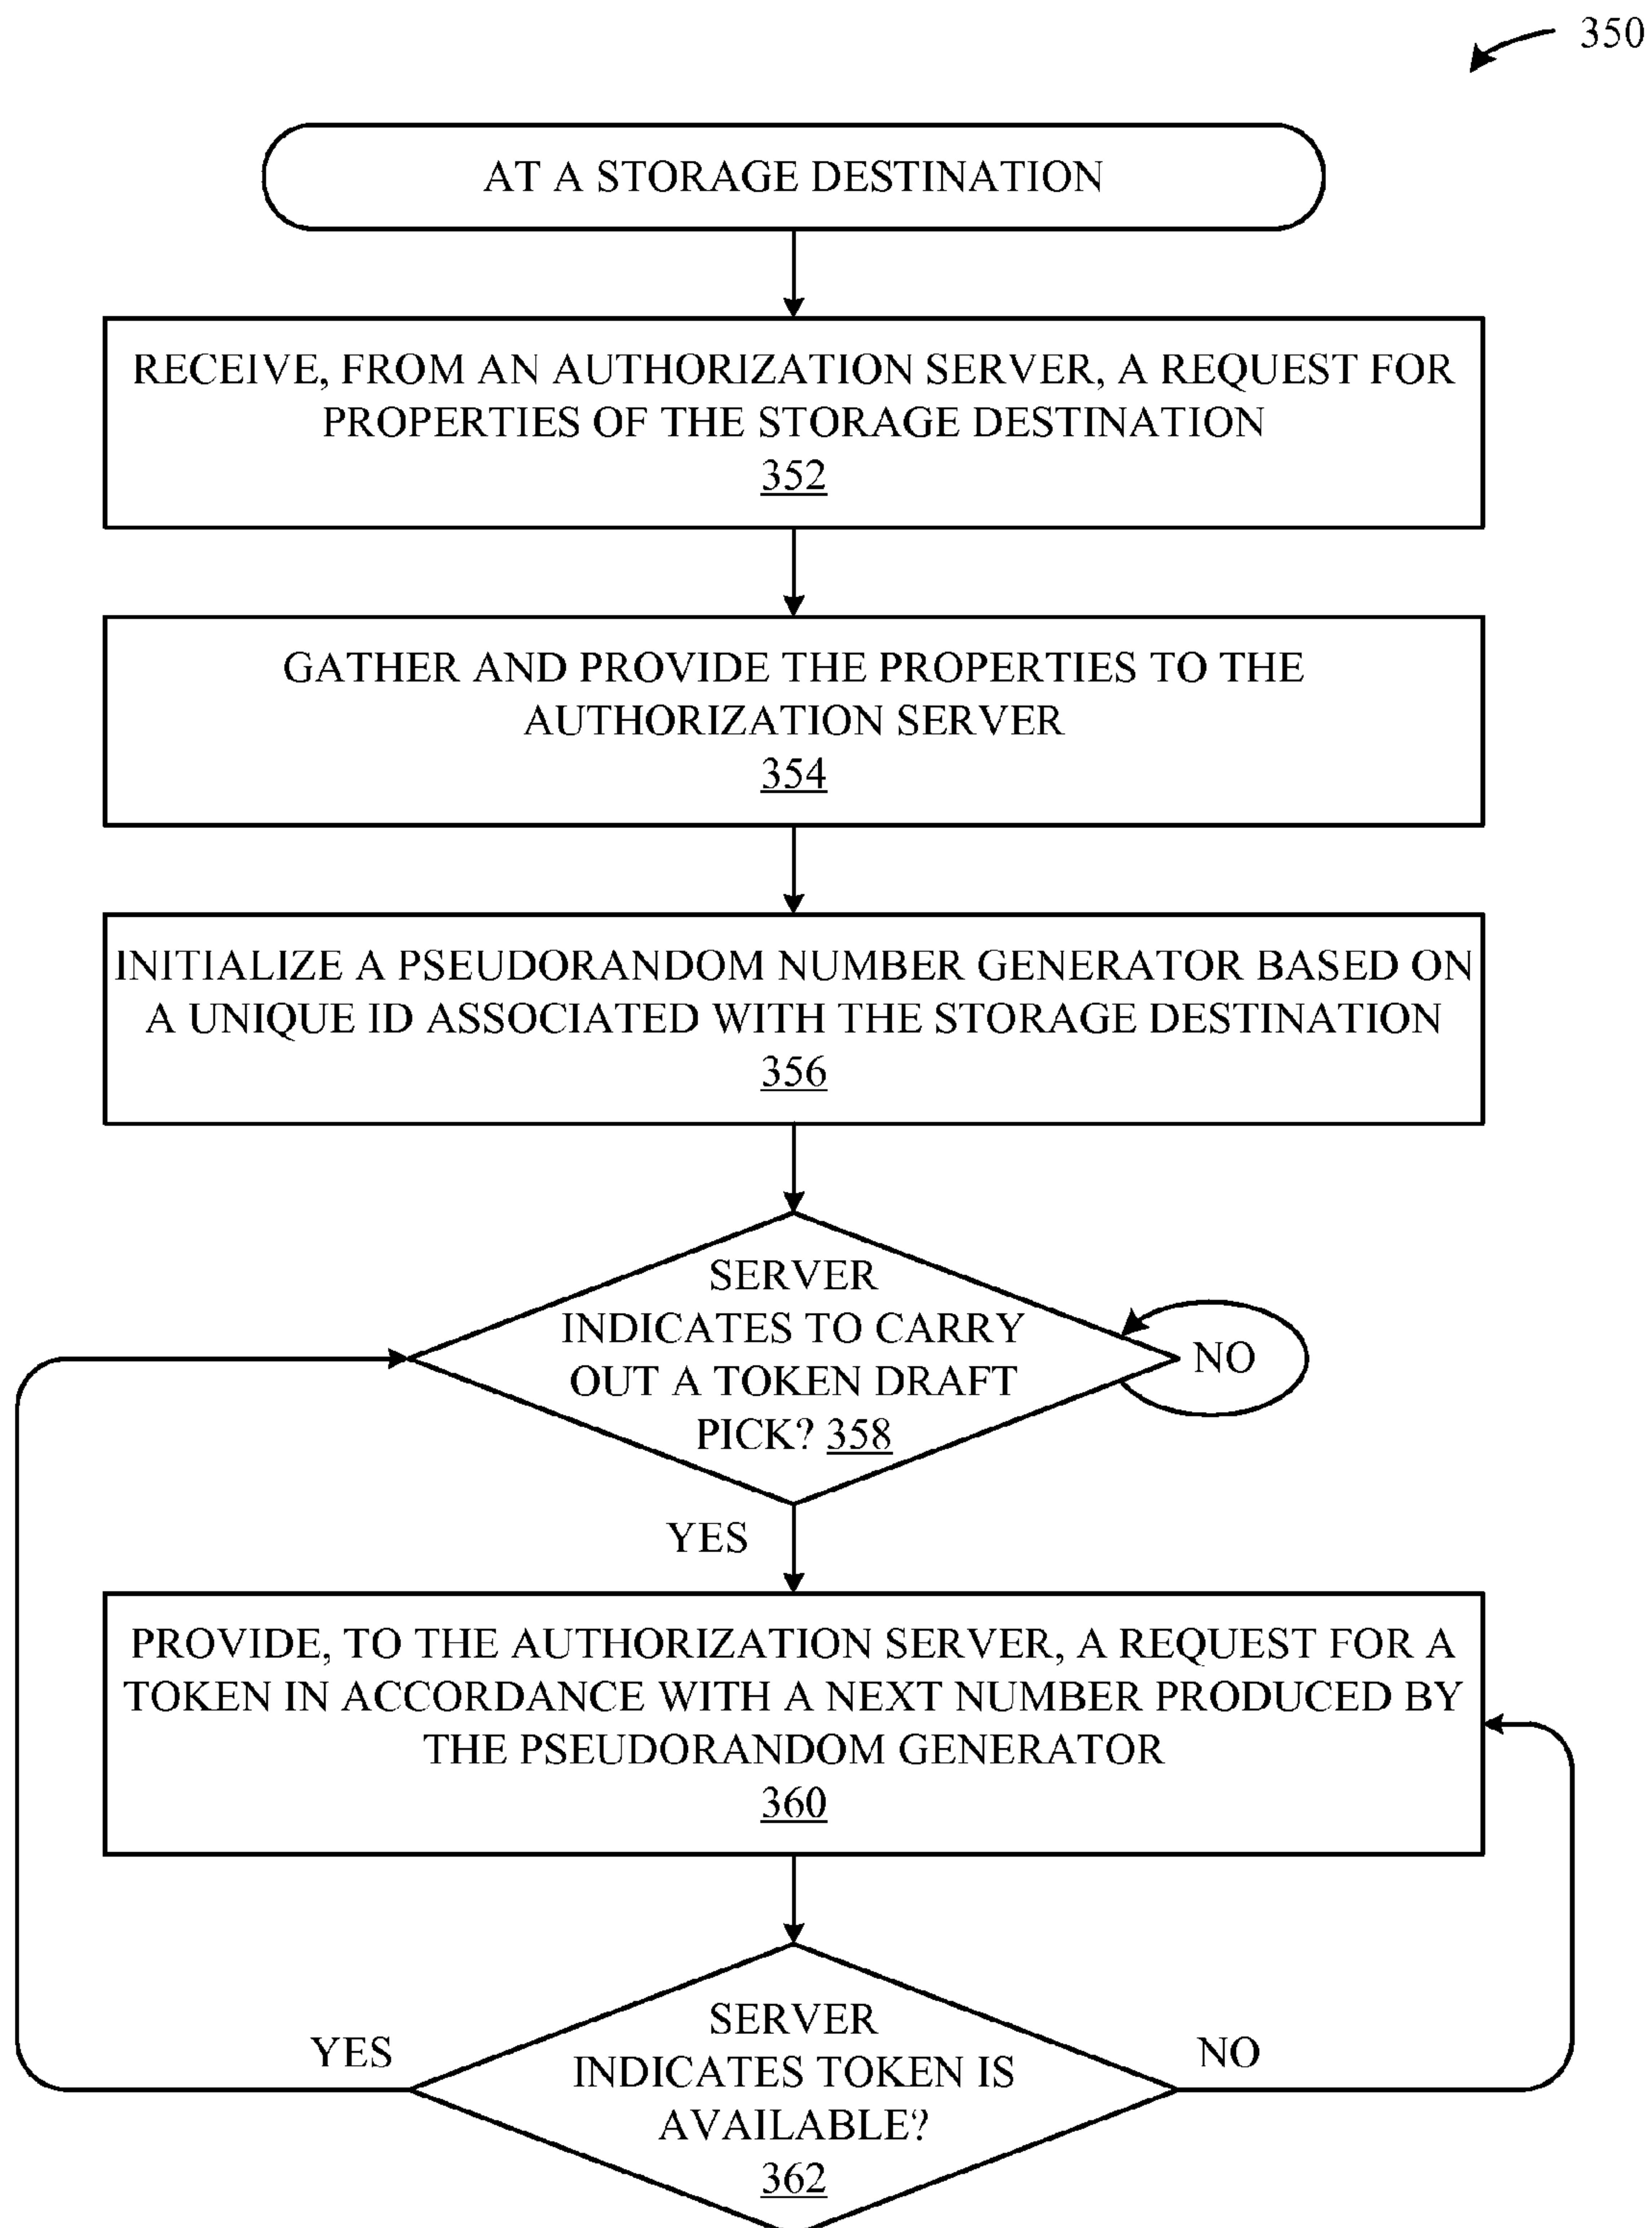 350
AT A STORAGE DESTINATION
RECEIVE, FROM AN AUTHORIZATION SERVER, A REQUEST FOR
PROPERTIES OF THE STORAGE DESTINATION
352
GATHER AND PROVIDE THE PROPERTIES TO THE
AUTHORIZATION SERVER
354
INITIALIZE A PSEUDORANDOM NUMBER GENERATOR BASED ON
A UNIQUE ID ASSOCIATED WITH THE STORAGE DESTINATION
356
SERVER
INDICATES TO CARRY
OUT A TOKEN DRAFT
PICK? 358
NO
YES
PROVIDE, TO THE AUTHORIZATION SERVER, A REQUEST FOR A
TOKEN IN ACCORDANCE WITH A NEXT NUMBER PRODUCED BY
THE PSEUDORANDOM GENERATOR
360
YES
SERVER
INDICATES TOKEN IS
AVAILABLE?
362
NO